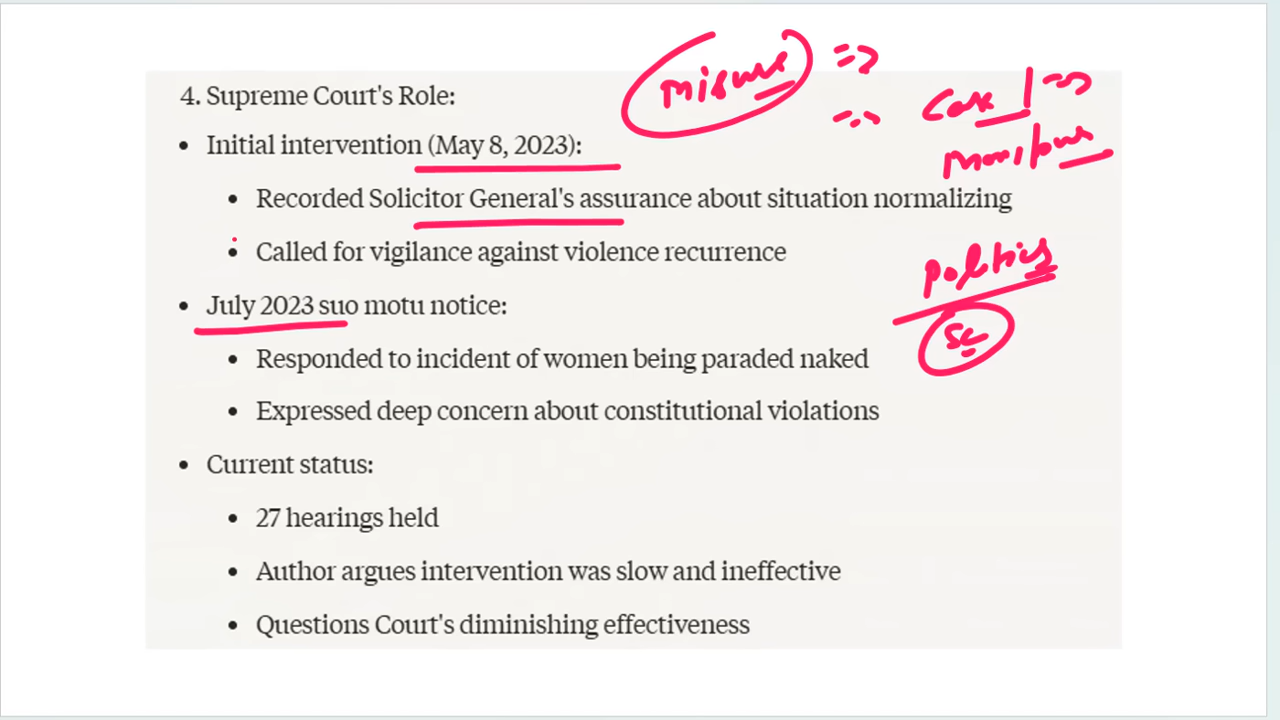 misuse
4. Supreme Court's Role:
Case
• Initial intervention (May 8, 2023):
• Recorded Solicitor General's assurance about situation normalizing
• Called for vigilance against violence recurrence
Politics
• July 2023 suo motu notice:
SC
• Responded to incident of women being paraded naked
• Expressed deep concern about constitutional violations
• Current status:
• 27 hearings held
• Author argues intervention was slow and ineffective
• Questions Court's diminishing effectiveness